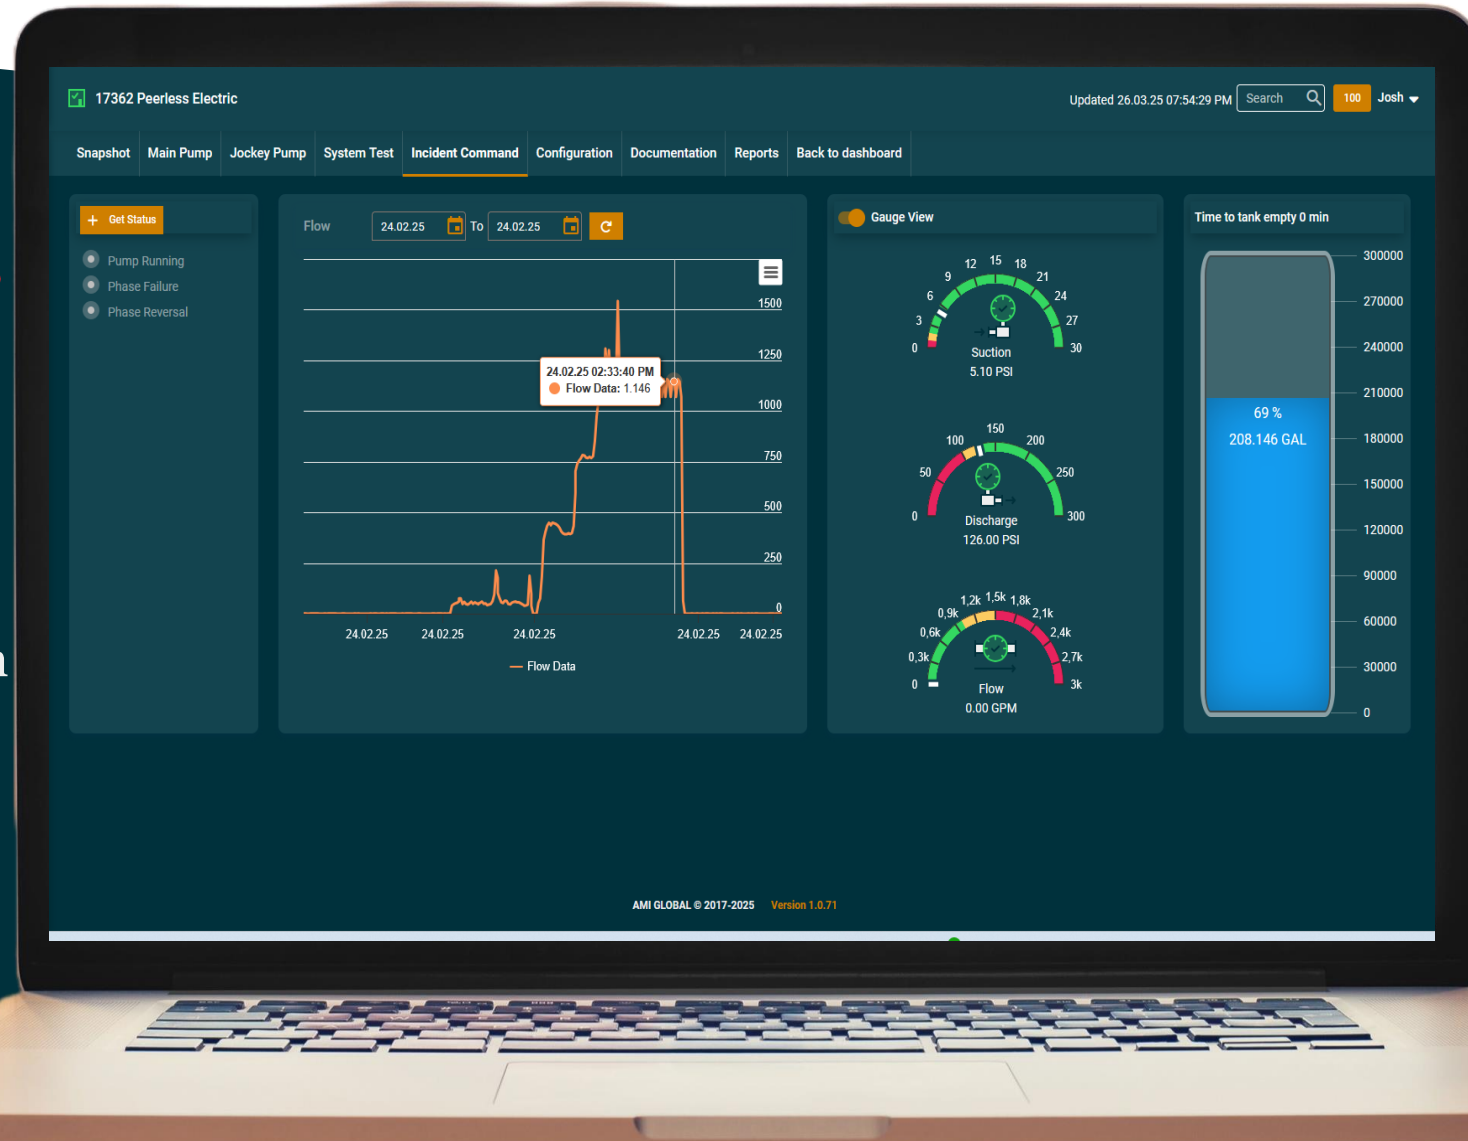 17362 Peerless Electric
Updated 26.03.25 07:54:29 PM
Search
100
Josh
Snapshot
Main Pump
Jockey Pump
System Test
Incident Command
Configuration
Documentation
Reports
Back to dashboard
+ Get Status
Pump Running
Phase Failure
Phase Reversal
Flow
24.02.25
To
24.02.25
1500
1250
1000
750
500
250
0
24.02.25 02:33:40 PM
Flow Data: 1.146
24.02.25
24.02.25
24.02.25
24.02.25
24.02.25
Flow Data
Gauge View
0
3
6
9
12
15
18
21
24
27
30
Suction
5.10 PSI
0
50
100
150
200
250
300
Discharge
126.00 PSI
0
0,3k
0,6k
0,9k
1,2k
1,5k
1,8k
2,1k
2,4k
2,7k
3k
Flow
0.00 GPM
Time to tank empty 0 min
300000
270000
240000
210000
180000
150000
120000
90000
60000
30000
0
69 %
208.146 GAL
AMI GLOBAL © 2017-2025
Version 1.0.71